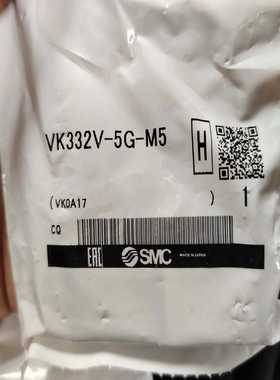 VK332V-5G-M5
H
(VK0A17 ) 1
CQ
EAC SMC MADE IN JAPAN